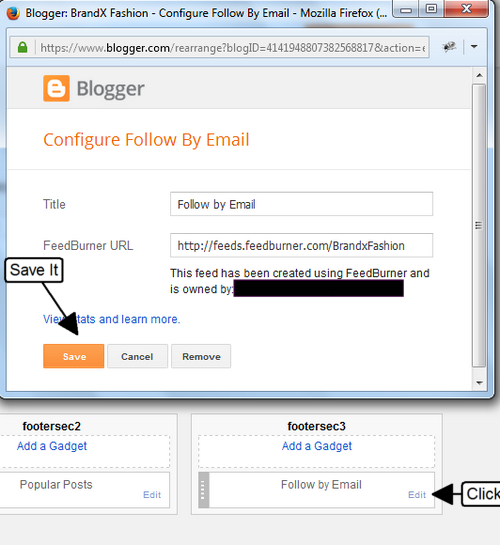 Blogger: BrandX Fashion - Configure Follow By Email - Mozilla Firefox (...
https://www.blogger.com/rearrange?blogID=4141948807382568817&action=e
Blogger
Configure Follow By Email
Title
Follow by Email
FeedBurner URL
http://feeds.feedburner.com/BrandxFashion
Save It
This feed has been created using FeedBurner and
is owned by:
View stats and learn more.
Save
Cancel
Remove
footersec2
footersec3
Add a Gadget
Add a Gadget
Popular Posts
Follow by Email
Edit
Edit
Click